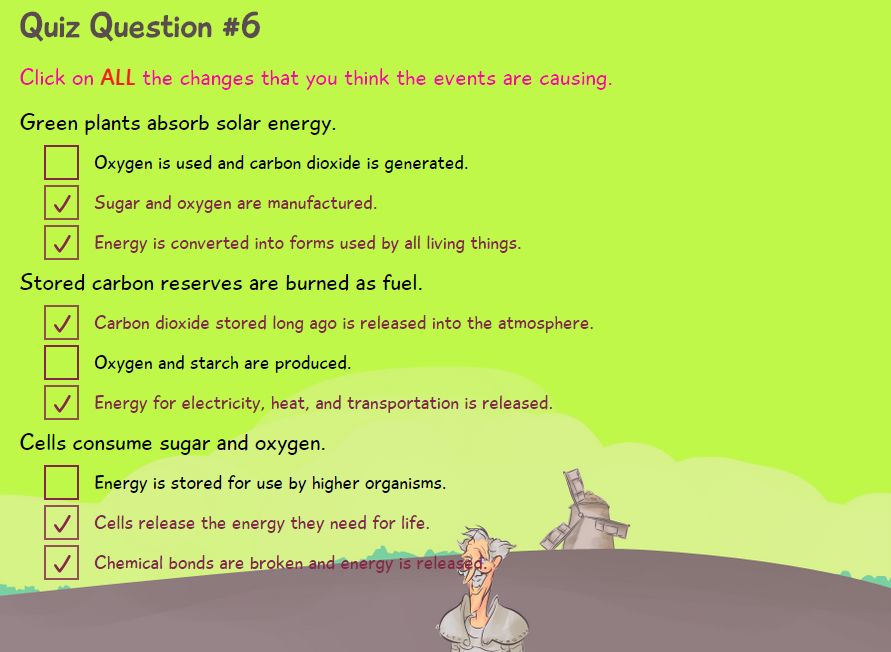 Quiz Question #6
Click on ALL the changes that you think the events are causing.
Green plants absorb solar energy.
Oxygen is used and carbon dioxide is generated.
Sugar and oxygen are manufactured.
Energy is converted into forms used by all living things.
Stored carbon reserves are burned as fuel.
Carbon dioxide stored long ago is released into the atmosphere.
Oxygen and starch are produced.
Energy for electricity, heat, and transportation is released.
Cells consume sugar and oxygen.
Energy is stored for use by higher organisms.
Cells release the energy they need for life.
Chemical bonds are broken and energy is released.